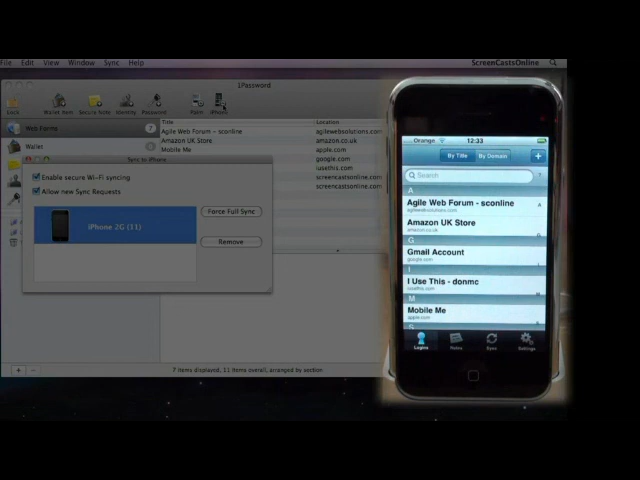 File Edit View Window Sync Help
ScreenCastsOnline
1Password
Lock Wallet Item Secure Note Identity Password iPhone
Title Location
Web Forms 7
Agile Web Forum - sconline agilewebsolutions.com
Amazon UK Store amazon.co.uk
Mobile Me apple.com
Wallet
google.com
iusethis.com
screencastsonline.com
screencastsonline.com
Sync to iPhone
Enable secure Wi-Fi syncing
Allow new Sync Requests
iPhone 2G (11)
Force Full Sync
Remove
7 items displayed, 11 items overall, arranged by section
Orange 12:33
By Title By Domain
Search
A
Agile Web Forum - sconline
agilewebsolutions.com
Amazon UK Store
amazon.co.uk
G
Gmail Account
google.com
I
I Use This - donmc
iusethis.com
M
Mobile Me
apple.com
S
Logins Notes Sync Settings